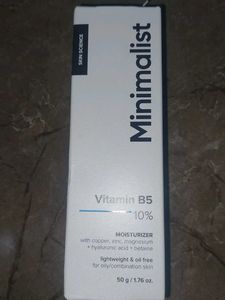 SKIN SCIENCE
Minimalist
Vitamin B5
10%
MOISTURIZER
with copper, zinc, magnesium
+ hyaluronic acid + betaine
lightweight & oil free
for oily/combination skin
50 g / 1.76 oz.